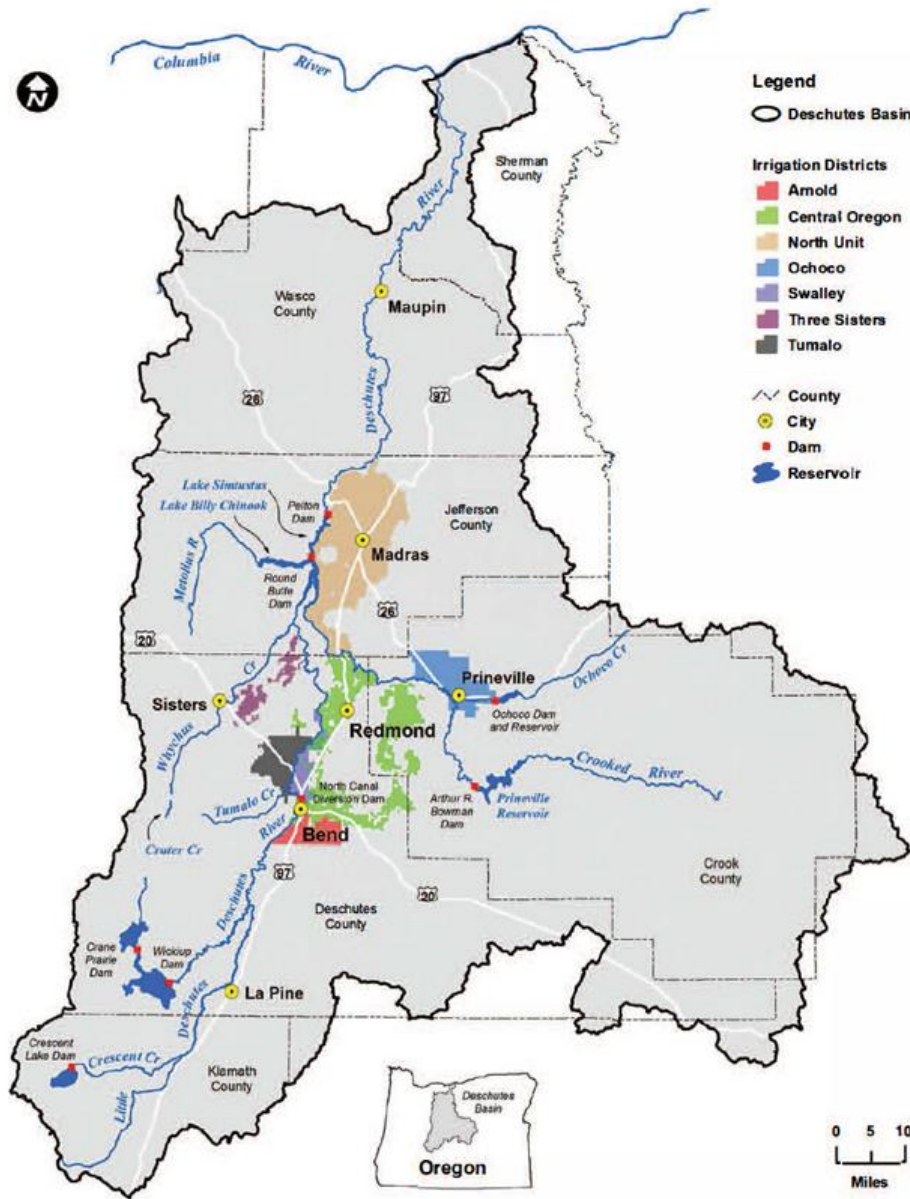 Columbia
River
N
Legend
Deschutes Basin
Irrigation Districts
Arnold
Central Oregon
North Unit
Ochoco
Swalley
Three Sisters
Tumalo
County
City
Dam
Reservoir
Sherman
County
River
Wasco
County
Maupin
Deschutes
26
97
Lake Simtustus
Lake Billy Chinook
Pelton
Dam
Jefferson
County
Madras
Metolius R
Round
Butte
Dam
26
20
Cr
Sisters
Whychus
Prineville
Ochoco Cr
Ochoco Dam
and Reservoir
Redmond
Crooked River
North Canal
Diversion Dam
Tumalo Cr
River
Arthur R.
Bowman
Dam
Prineville
Reservoir
Bend
Crater Cr
97
20
Crook
County
Deschutes
Deschutes
County
Crane
Prairie
Dam
Wickiup
Dam
La Pine
Deschutes
Crescent
Lake Dam
Crescent Cr
Little
Klamath
County
Deschutes
Basin
Oregon
0 5 10
Miles